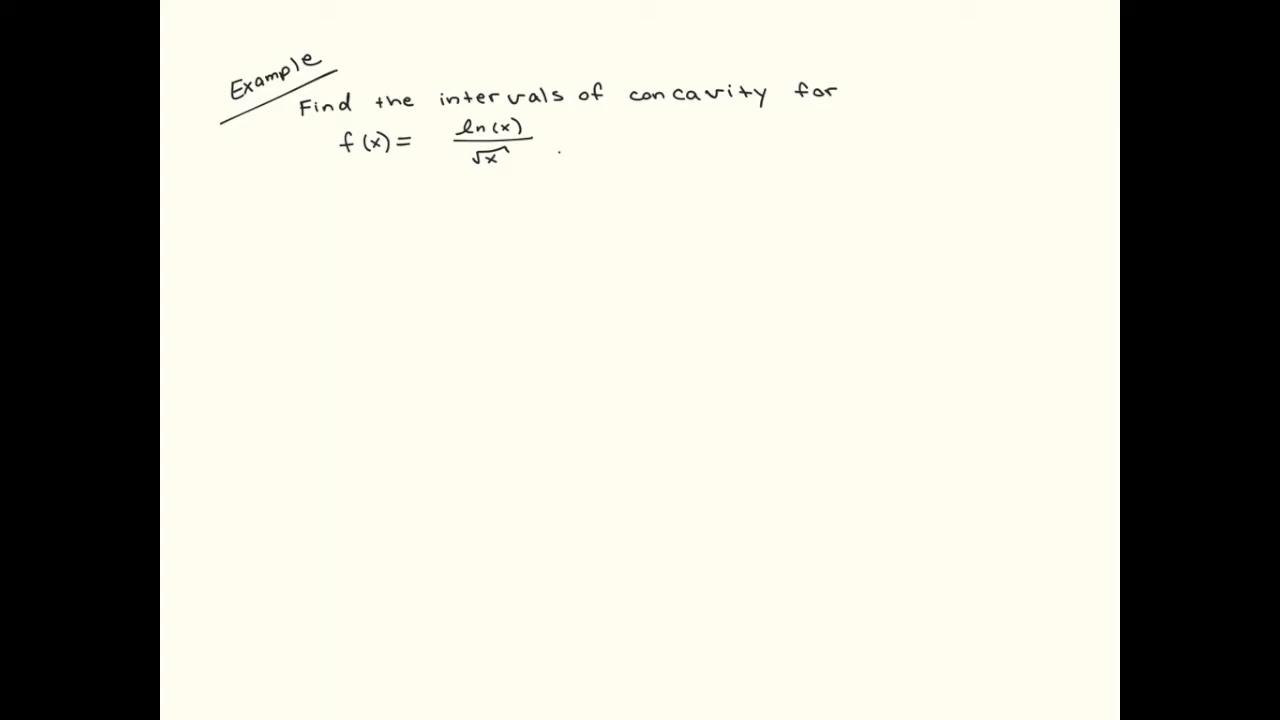 Example
Find the intervals of concavity for
f(x) = ln(x) / √x .